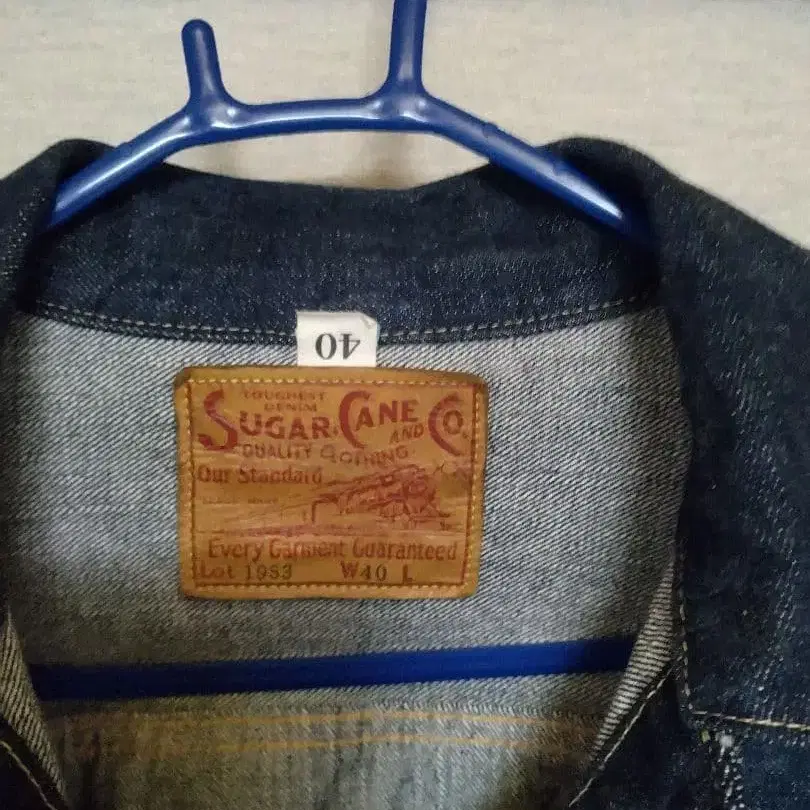 40
TOUGHEST
DENIM
SUGAR CANE AND CO.
QUALITY CLOTHING
Our Standard
Every Garment Guaranteed
Lot 1953 W40 L